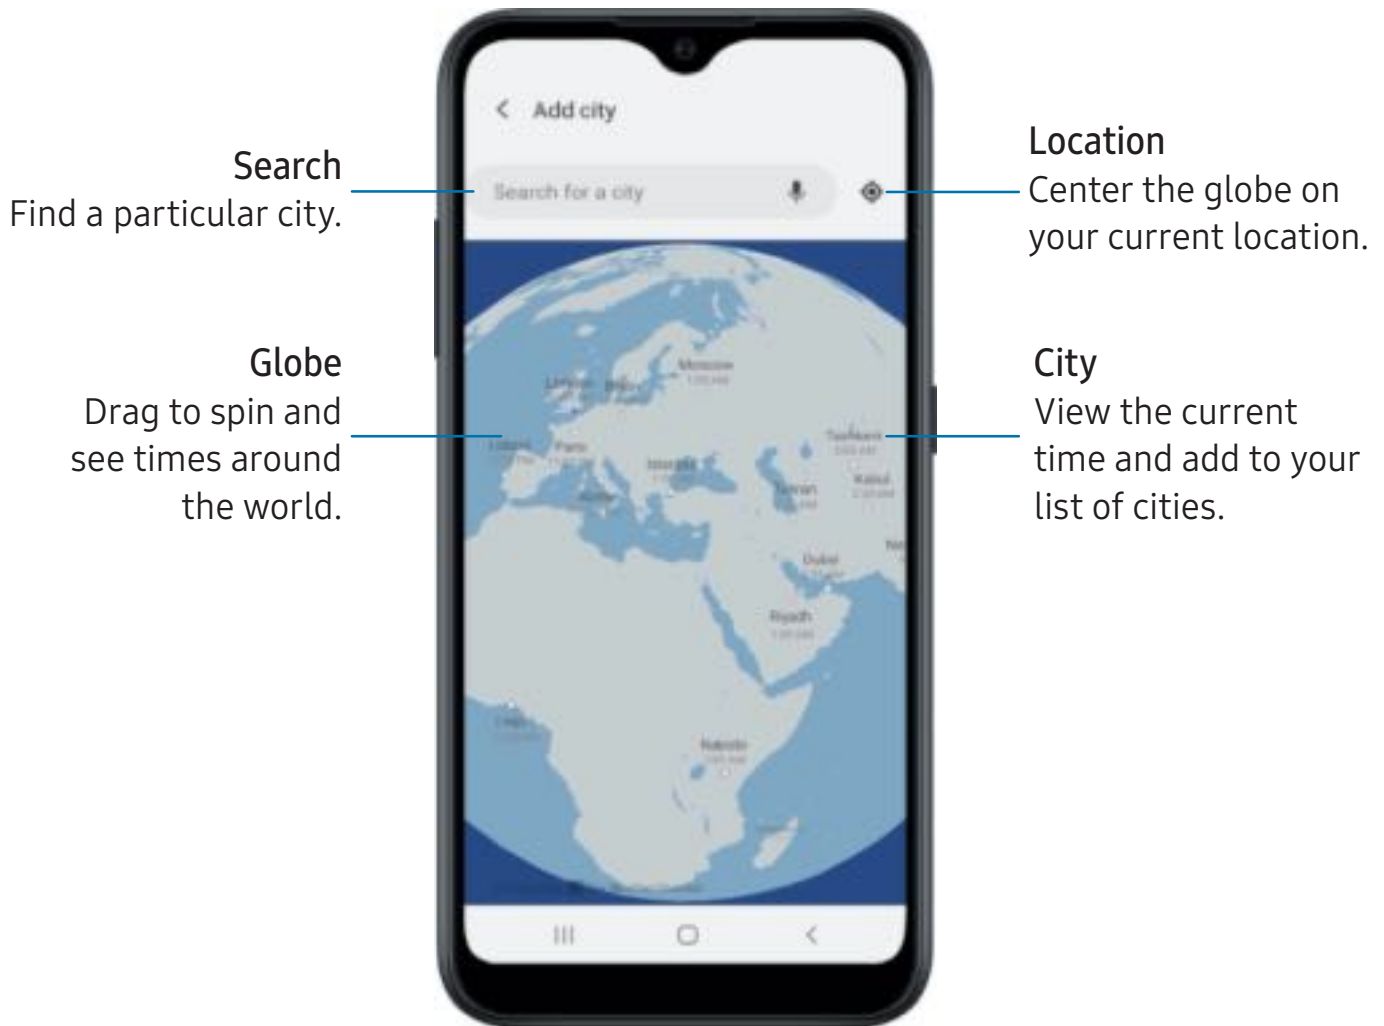 Add city
Search for a city
Search
Find a particular city.
Location
Center the globe on
your current location.
Globe
Drag to spin and
see times around
the world.
City
View the current
time and add to your
list of cities.
Moscow
Paris
Tashkent
Istanbul
Tehran
Kabul
Dubai
Riyadh
Nairobi